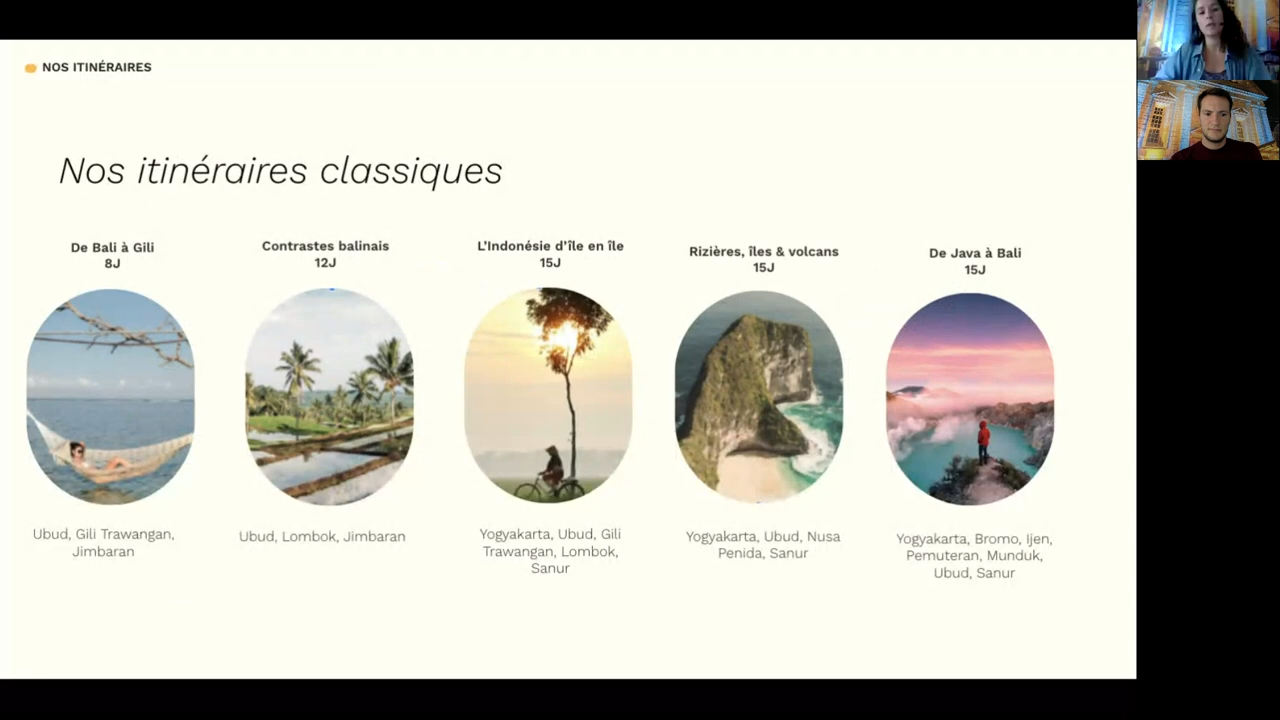 NOS ITINÉRAIRES
Nos itinéraires classiques
De Bali à Gili
8J
Contrastes balinais
12J
L'Indonésie d'île en île
15J
Rizières, îles & volcans
15J
De Java à Bali
15J
Ubud, Gili Trawangan,
Jimbaran
Ubud, Lombok, Jimbaran
Yogyakarta, Ubud, Gili
Trawangan, Lombok,
Sanur
Yogyakarta, Ubud, Nusa
Penida, Sanur
Yogyakarta, Bromo, Ijen,
Pemuteran, Munduk,
Ubud, Sanur